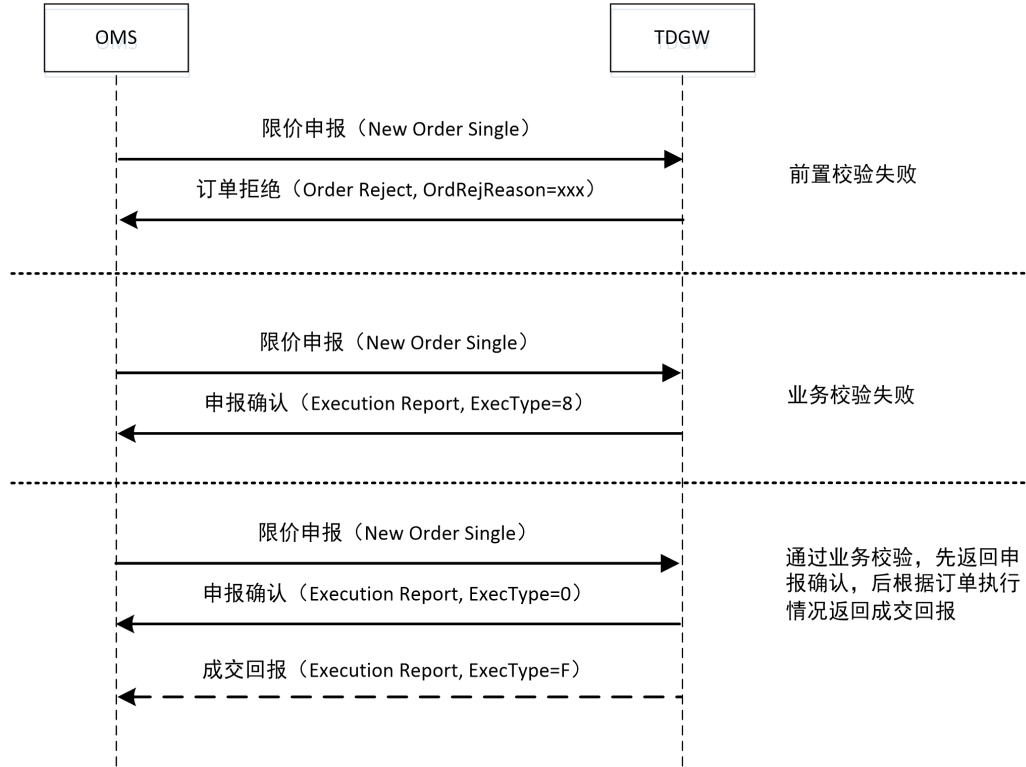 OMS
TDGW
限价申报（New Order Single）
订单拒绝（Order Reject, OrdRejReason=xxx）
前置校验失败
限价申报（New Order Single）
申报确认（Execution Report, ExecType=8）
业务校验失败
限价申报（New Order Single）
申报确认（Execution Report, ExecType=0）
成交回报（Execution Report, ExecType=F）
通过业务校验，先返回申
报确认，后根据订单执行
情况返回成交回报